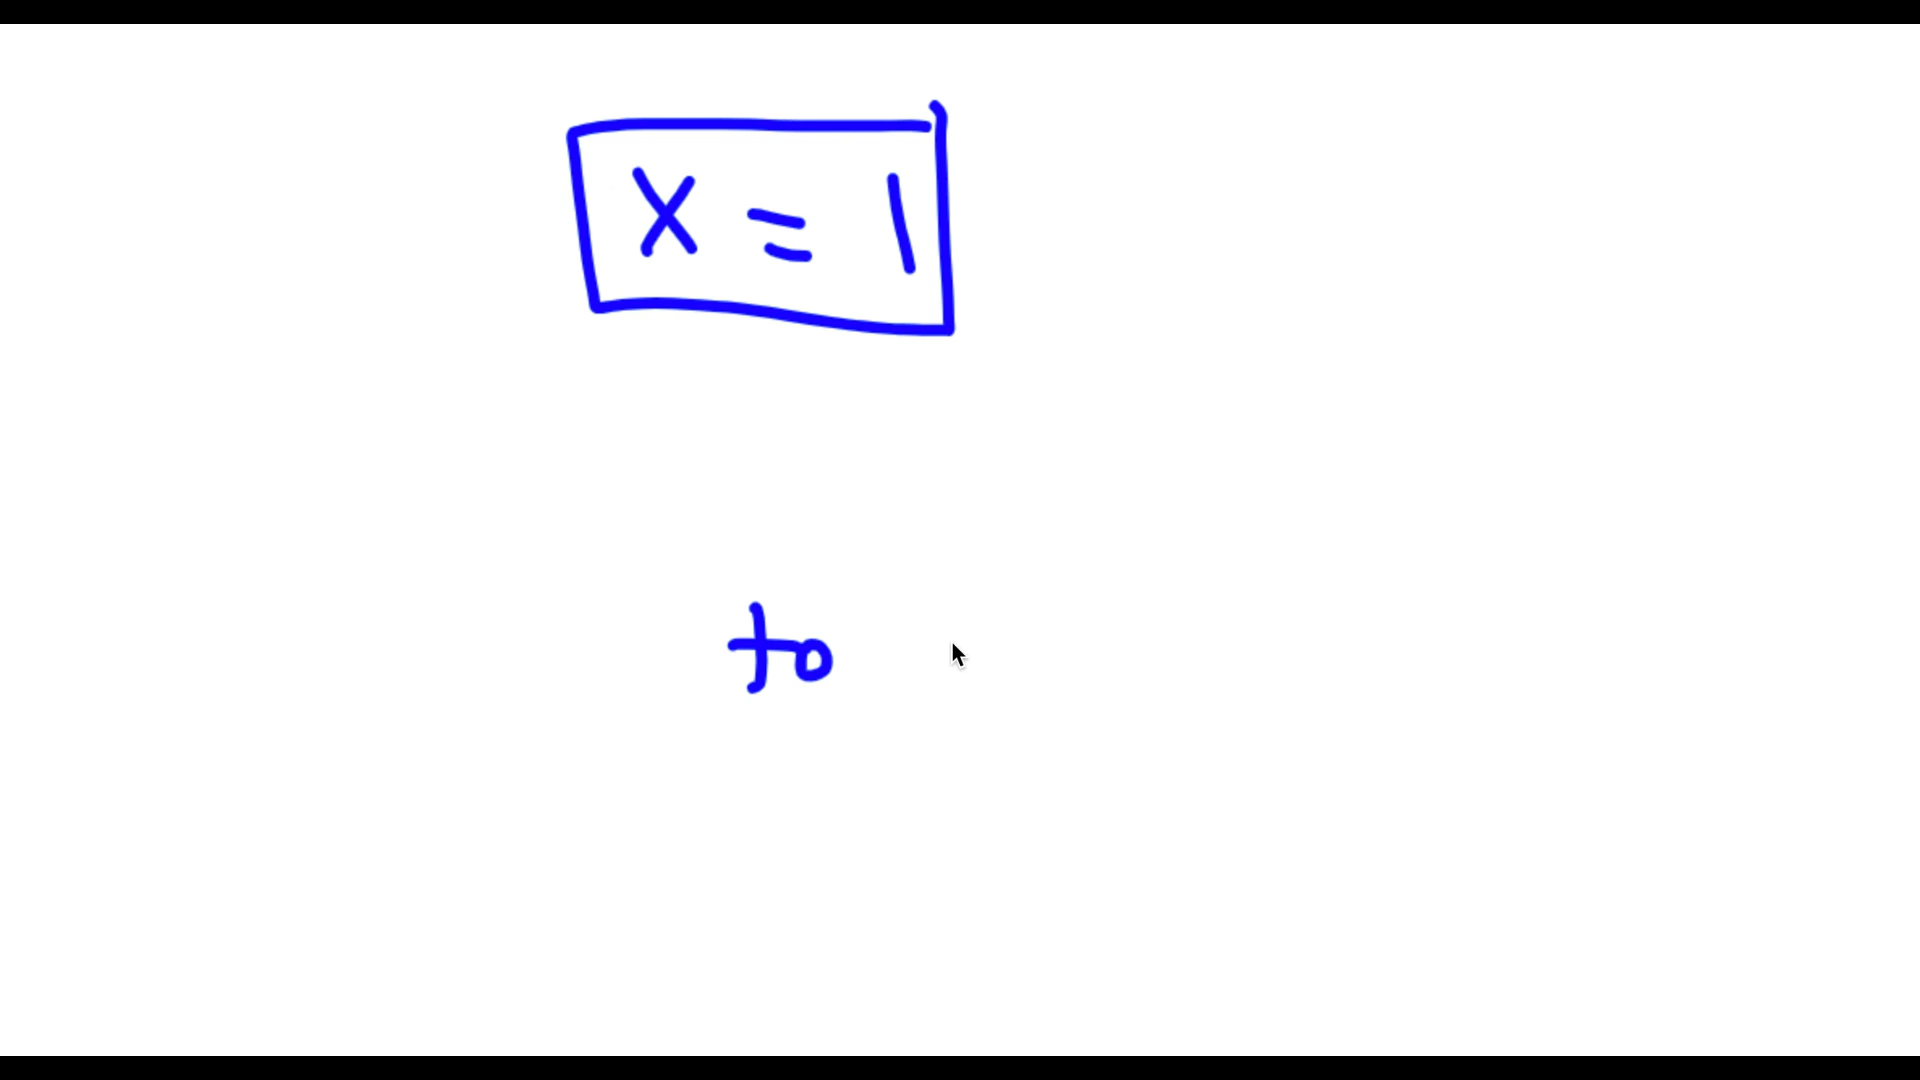 X = 1
to